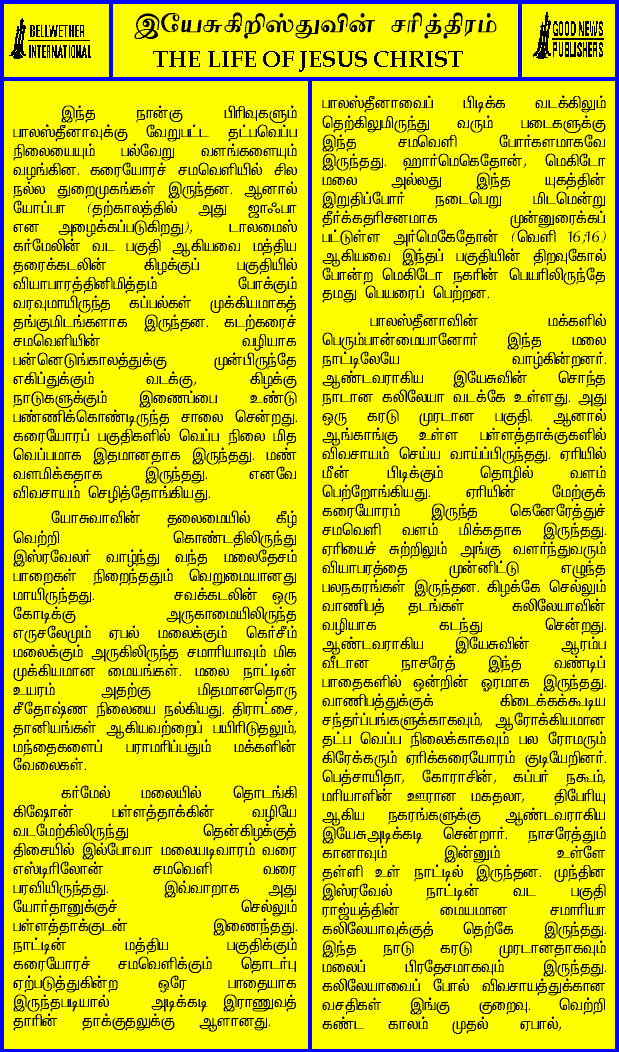 BELLWETHER
INTERNATIONAL
இயேசுகிறிஸ்துவின் சரித்திரம்
THE LIFE OF JESUS CHRIST
GOOD NEWS
PUBLISHERS
இந்த நான்கு பிரிவுகளும்
பாலஸ்தீனாவுக்கு வேறுபட்ட தட்பவெப்ப
நிலையையும் பல்வேறு வளங்களையும்
வழங்கின. கரையோரச் சமவெளியில் சில
நல்ல துறைமுகங்கள் இருந்தன. ஆனால்
யோப்பா (தற்காலத்தில் அது ஜாஃபா
என அழைக்கப்படுகிறது), டாலமைஸ்
கர்மேலின் வட பகுதி ஆகியவை மத்திய
தரைக்கடலின் கிழக்குப் பகுதியில்
வியாபாரத்தினிமித்தம் போக்கும்
வரவுமாயிருந்த கப்பல்கள் முக்கியமாகத்
தங்குமிடங்களாக இருந்தன. கடற்கரைச்
சமவெளியின் வழியாக
பன்னெடுங்காலத்துக்கு முன்பிருந்தே
எகிப்துக்கும் வடக்கு, கிழக்கு
நாடுகளுக்கும் இணைப்பை உண்டு
பண்ணிக்கொண்டிருந்த சாலை சென்றது.
கரையோரப் பகுதிகளில் வெப்ப நிலை மித
வெப்பமாக இதமானதாக இருந்தது. மண்
வளமிக்கதாக இருந்தது. எனவே
விவசாயம் செழித்தோங்கியது.
யோசுவாவின் தலைமையில் கீழ்
வெற்றி கொண்டதிலிருந்து
இஸ்ரவேலர் வாழ்ந்து வந்த மலைதேசம்
பாறைகள் நிறைந்ததும் வெறுமையானது
மாயிருந்தது. சவக்கடலின் ஒரு
கோடிக்கு அருகாமையிலிருந்த
எருசலேமும் ஏபல் மலைக்கும் கெர்சீம்
மலைக்கும் அருகிலிருந்த சமாரியாவும் மிக
முக்கியமான மையங்கள். மலை நாட்டின்
உயரம் அதற்கு மிதமானதொரு
சீதோஷ்ண நிலையை நல்கியது. திராட்சை,
தானியங்கள் ஆகியவற்றைப் பயிரிடுதலும்,
மந்தைகளைப் பராமரிப்பதும் மக்களின்
வேலைகள்.
கர்மேல் மலையில் தொடங்கி
கிஷோன் பள்ளத்தாக்கின் வழியே
வடமேற்கிலிருந்து தென்கிழக்குத்
திசையில் இல்போவா மலையடிவாரம் வரை
எஸ்டிரிலோன் சமவெளி வரை
பரவியிருந்தது. இவ்வாறாக அது
யோர்தானுக்குச் செல்லும்
பள்ளத்தாக்குடன் இணைந்தது.
நாட்டின் மத்திய பகுதிக்கும்
கரையோரச் சமவெளிக்கும் தொடர்பு
ஏற்படுத்துகின்ற ஒரே பாதையாக
இருந்தபடியால் அடிக்கடி இராணுவத்
தாரின் தாக்குதலுக்கு ஆளானது.
பாலஸ்தீனாவைப் பிடிக்க வடக்கிலும்
தெற்கிலுமிருந்து வரும் படைகளுக்கு
இந்த சமவெளி போர்களமாகவே
இருந்தது. ஹார்மெகெதோன், மெகிடோ
மலை அல்லது இந்த யுகத்தின்
இறுதிப்போர் நடைபெறு மிடமென்று
தீர்க்கதரிசனமாக முன்னுரைக்கப்
பட்டுள்ள அர்மெகேதோன் (வெளி 16;16)
ஆகியவை இந்தப் பகுதியின் திறவுகோல்
போன்ற மெகிடோ நகரின் பெயரிலிருந்தே
தமது பெயரைப் பெற்றன.
பாலஸ்தீனாவின் மக்களில்
பெரும்பான்மையானோர் இந்த மலை
நாட்டிலேயே வாழ்கின்றனர்.
ஆண்டவராகிய இயேசுவின் சொந்த
நாடான கலிலேயா வடக்கே உள்ளது. அது
ஒரு கரடு முரடான பகுதி. ஆனால்
ஆங்காங்கு உள்ள பள்ளத்தாக்குகளில்
விவசாயம் செய்ய வாய்ப்பிருந்தது. ஏரியில்
மீன் பிடிக்கும் தொழில் வளம்
பெற்றோங்கியது. ஏரியின் மேற்குக்
கரையோரம் இருந்த கெனேரேத்துச்
சமவெளி வளம் மிக்கதாக இருந்தது.
ஏரியைச் சுற்றிலும் அங்கு வளர்ந்துவரும்
வியாபாரத்தை முன்னிட்டு எழுந்த
பலநகரங்கள் இருந்தன. கிழக்கே செல்லும்
வாணிபத் தடங்கள் கலிலேயாவின்
வழியாக கடந்து சென்றது.
ஆண்டவராகிய இயேசுவின் ஆரம்ப
வீடான நாசரேத் இந்த வண்டிப்
பாதைகளில் ஒன்றின் ஓரமாக இருந்தது.
வாணிபத்துக்குக் கிடைக்கக்கூடிய
சந்தர்ப்பங்களுக்காகவும், ஆரோக்கியமான
தட்ப வெப்ப நிலைக்காகவும் பல ரோமரும்
கிரேக்கரும் ஏரிக்கரையோரம் குடியேறினர்.
பெத்சாயிதா, கோராசின், கப்பர் நகூம்,
மரியாளின் ஊரான மகதலா, திபேரியு
ஆகிய நகரங்களுக்கு ஆண்டவராகிய
இயேசுஅடிக்கடி சென்றார். நாசரேத்தும்
கானாவும் இன்னும் உள்ளே
தள்ளி உள் நாட்டில் இருந்தன. முந்தின
இஸ்ரவேல் நாட்டின் வட பகுதி
ராஜ்யத்தின் மையமான சமாரியா
கலிலேயாவுக்குத் தெற்கே இருந்தது.
இந்த நாடு கரடு முரடானதாகவும்
மலைப் பிரதேசமாகவும் இருந்தது.
கலிலேயாவைப் போல் விவசாயத்துக்கான
வசதிகள் இங்கு குறைவு. வெற்றி
கண்ட காலம் முதல் ஏபால்,